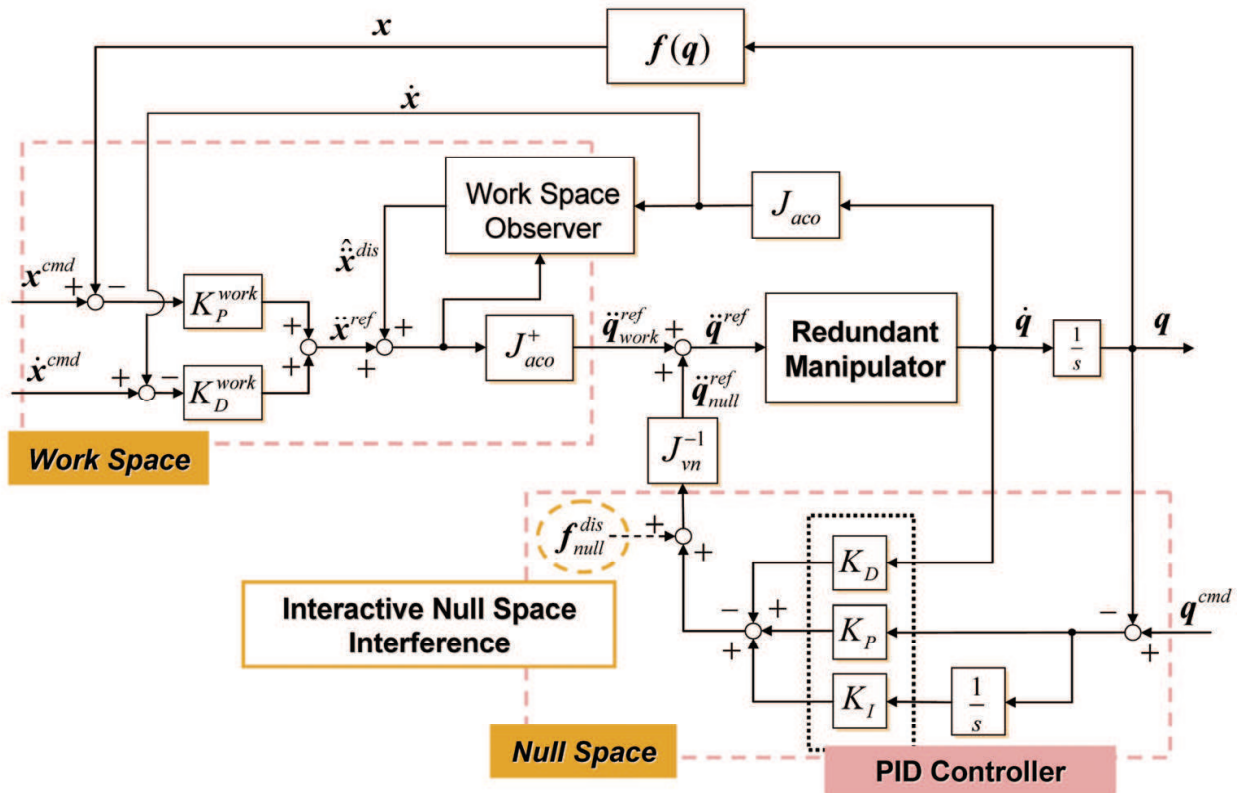 x
f(q)
ẋ
Work Space
Observer
J_aco
x̂̈^dis
x^cmd
+
−
K_P^work
+
+
ẍ^ref
+
+
J_aco^+
q̈_work^ref
+
+
q̈^ref
Redundant
Manipulator
q̇
1/s
q
ẋ^cmd
+
−
K_D^work
q̈_null^ref
Work Space
J_vn^-1
f_null^dis
+
+
K_D
Interactive Null Space
Interference
−
+
+
K_P
−
+
q^cmd
K_I
1/s
Null Space
PID Controller